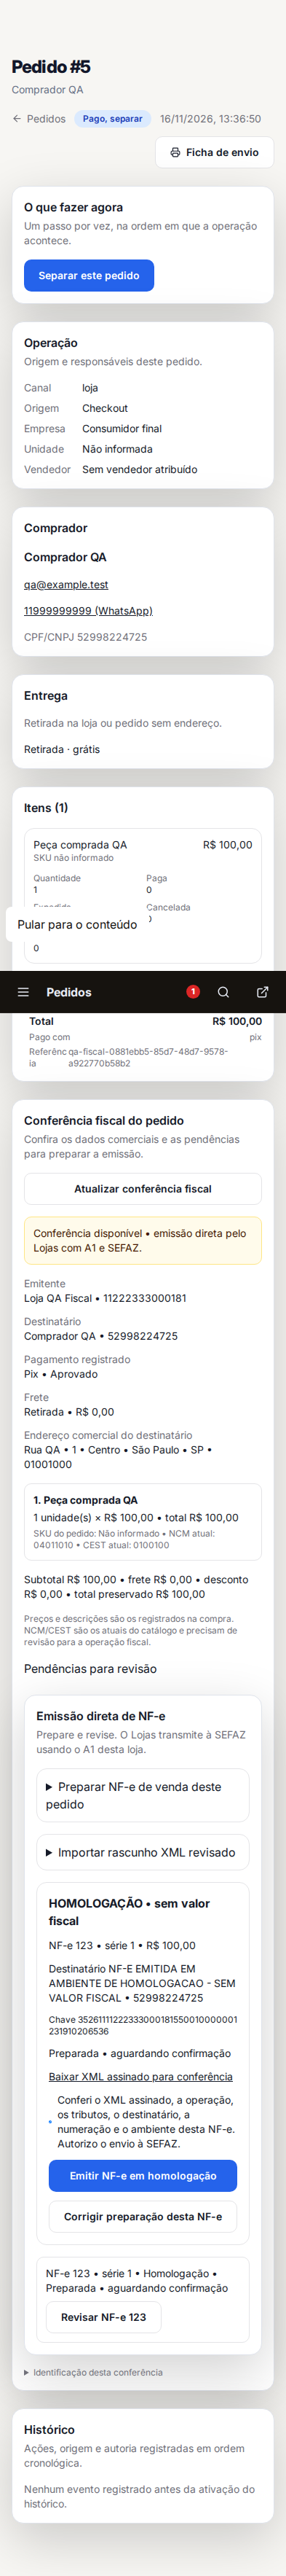 Pedido #5
Comprador QA
← Pedidos Pago, separar 16/11/2026, 13:36:50
Ficha de envio
O que fazer agora
Um passo por vez, na ordem em que a operação
acontece.
Separar este pedido
Operação
Origem e responsáveis deste pedido.
Canal loja
Origem Checkout
Empresa Consumidor final
Unidade Não informada
Vendedor Sem vendedor atribuído
Comprador
Comprador QA
qa@example.test
11999999999 (WhatsApp)
CPF/CNPJ 52998224725
Entrega
Retirada na loja ou pedido sem endereço.
Retirada · grátis
Itens (1)
Peça comprada QA R$ 100,00
SKU não informado
Quantidade Paga
1 0
Cancelada
Pular para o conteúdo
0
Pedidos 1
Total R$ 100,00
Pago com pix
Referênc qa-fiscal-0881ebb5-85d7-48d7-9578-
ia a922770b58b2
Conferência fiscal do pedido
Confira os dados comerciais e as pendências
para preparar a emissão.
Atualizar conferência fiscal
Conferência disponível • emissão direta pelo
Lojas com A1 e SEFAZ.
Emitente
Loja QA Fiscal • 11222333000181
Destinatário
Comprador QA • 52998224725
Pagamento registrado
Pix • Aprovado
Frete
Retirada • R$ 0,00
Endereço comercial do destinatário
Rua QA • 1 • Centro • São Paulo • SP •
01001000
1. Peça comprada QA
1 unidade(s) × R$ 100,00 • total R$ 100,00
SKU do pedido: Não informado • NCM atual:
04011010 • CEST atual: 0100100
Subtotal R$ 100,00 • frete R$ 0,00 • desconto
R$ 0,00 • total preservado R$ 100,00
Preços e descrições são os registrados na compra.
NCM/CEST são os atuais do catálogo e precisam de
revisão para a operação fiscal.
Pendências para revisão
Emissão direta de NF-e
Prepare e revise. O Lojas transmite à SEFAZ
usando o A1 desta loja.
▶ Preparar NF-e de venda deste
pedido
▶ Importar rascunho XML revisado
HOMOLOGAÇÃO • sem valor
fiscal
NF-e 123 • série 1 • R$ 100,00
Destinatário NF-E EMITIDA EM
AMBIENTE DE HOMOLOGACAO - SEM
VALOR FISCAL • 52998224725
Chave 35261111222333000181550010000001
231910206536
Preparada • aguardando confirmação
Baixar XML assinado para conferência
Conferi o XML assinado, a operação,
os tributos, o destinatário, a
numeração e o ambiente desta NF-e.
Autorizo o envio à SEFAZ.
Emitir NF-e em homologação
Corrigir preparação desta NF-e
NF-e 123 • série 1 • Homologação •
Preparada • aguardando confirmação
Revisar NF-e 123
▶ Identificação desta conferência
Histórico
Ações, origem e autoria registradas em ordem
cronológica.
Nenhum evento registrado antes da ativação do
histórico.